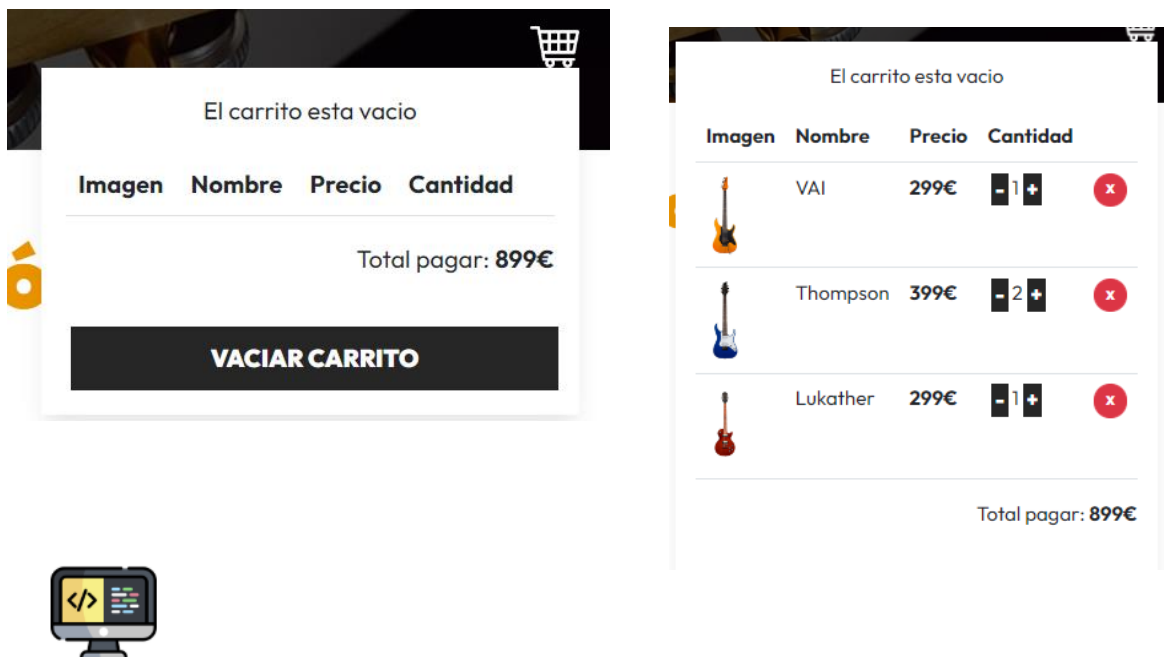 El carrito esta vacio
Imagen Nombre Precio Cantidad
Total pagar: 899€
VACIAR CARRITO
El carrito esta vacio
Imagen Nombre Precio Cantidad
VAI 299€ - 1 + x
Thompson 399€ - 2 + x
Lukather 299€ - 1 + x
Total pagar: 899€
ó
</>